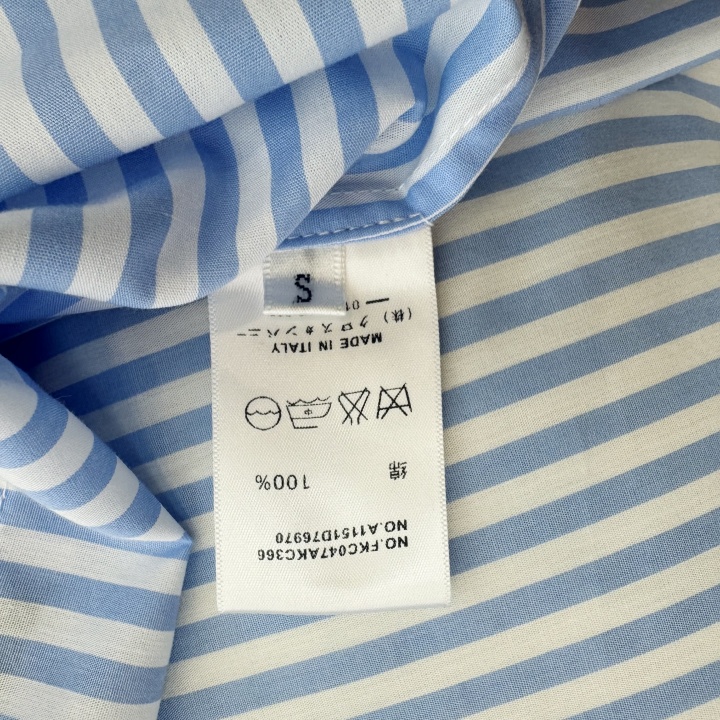 NO.FKC047AKC366
NO.A1151D76970
綿 100%
MADE IN ITALY
(株) クロスカンパニー
S